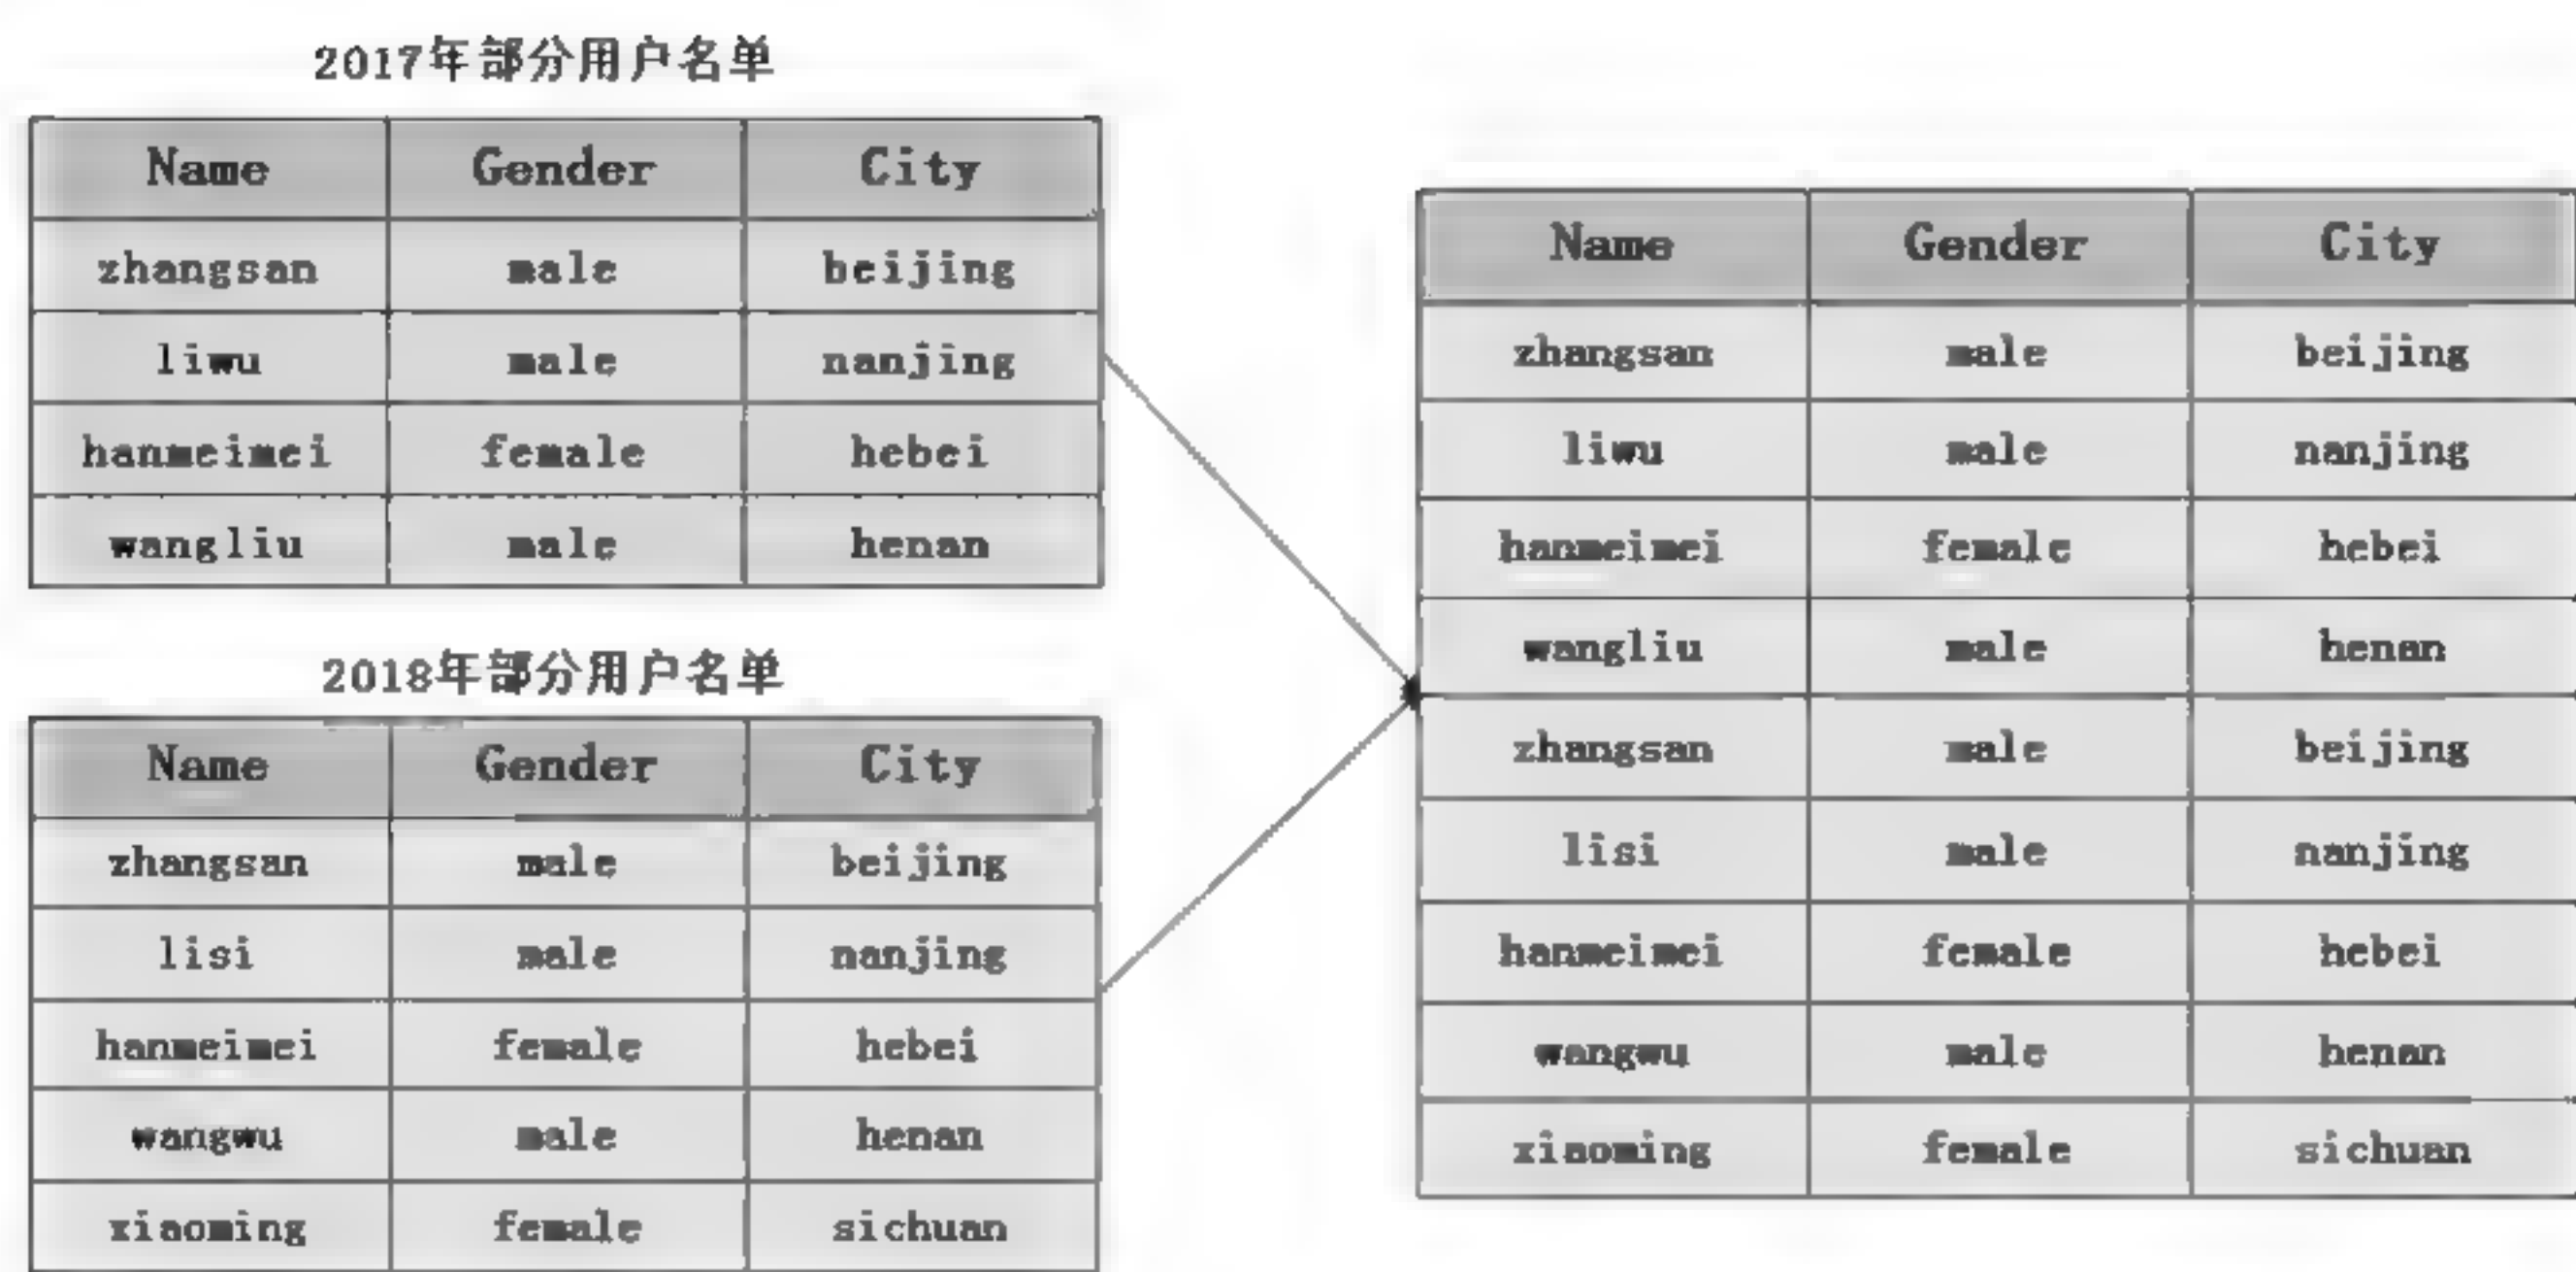 2017年部分用户名单
Name Gender City
zhangsan male beijing
liwu male nanjing
hanmeimei female hebei
wangliu male henan
2018年部分用户名单
Name Gender City
zhangsan male beijing
lisi male nanjing
hanmeimei female hebei
wangwu male henan
xiaoming female sichuan
Name Gender City
zhangsan male beijing
liwu male nanjing
hanmeimei female hebei
wangliu male henan
zhangsan male beijing
lisi male nanjing
hanmeimei female hebei
wangwu male henan
xiaoming female sichuan